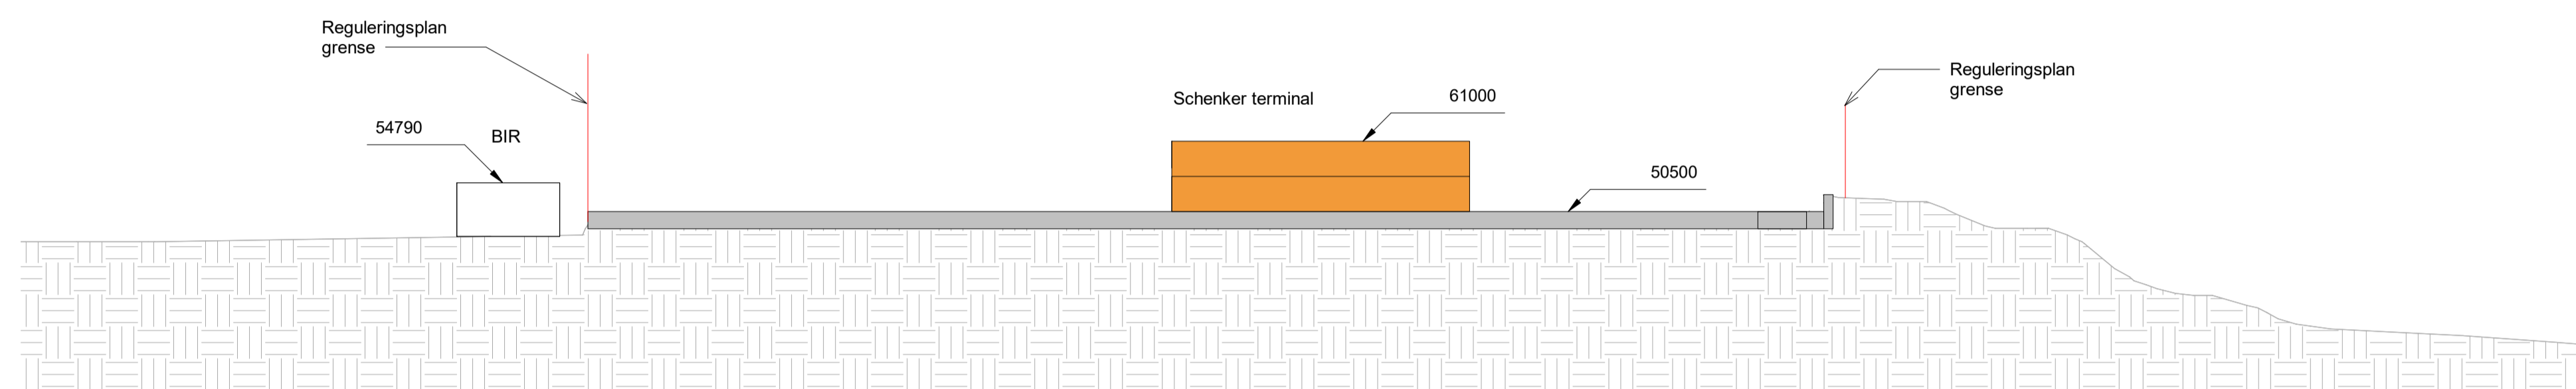 Reguleringsplan
grense
54790
BIR
Schenker terminal
61000
50500
Reguleringsplan
grense